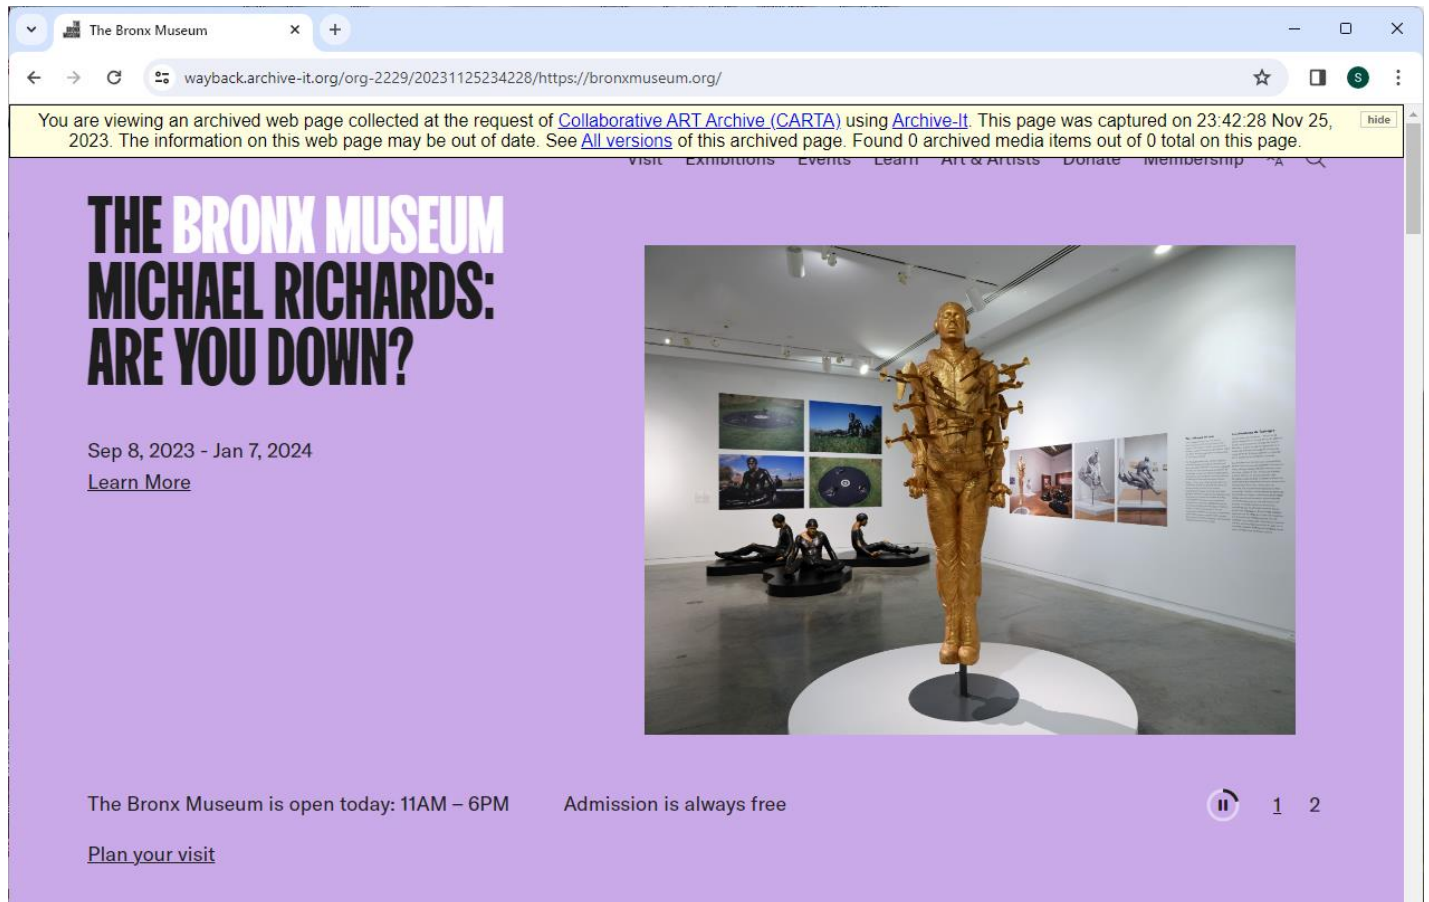 The Bronx Museum
wayback.archive-it.org/org-2229/20231125234228/https://bronxmuseum.org/
S
You are viewing an archived web page collected at the request of Collaborative ART Archive (CARTA) using Archive-It. This page was captured on 23:42:28 Nov 25,
2023. The information on this web page may be out of date. See All versions of this archived page. Found 0 archived media items out of 0 total on this page.
hide
Visit Exhibitions Events Learn Art & Artists Donate Membership
THE BRONX MUSEUM
MICHAEL RICHARDS:
ARE YOU DOWN?
Sep 8, 2023 - Jan 7, 2024
Learn More
The Bronx Museum is open today: 11AM – 6PM
Admission is always free
1 2
Plan your visit